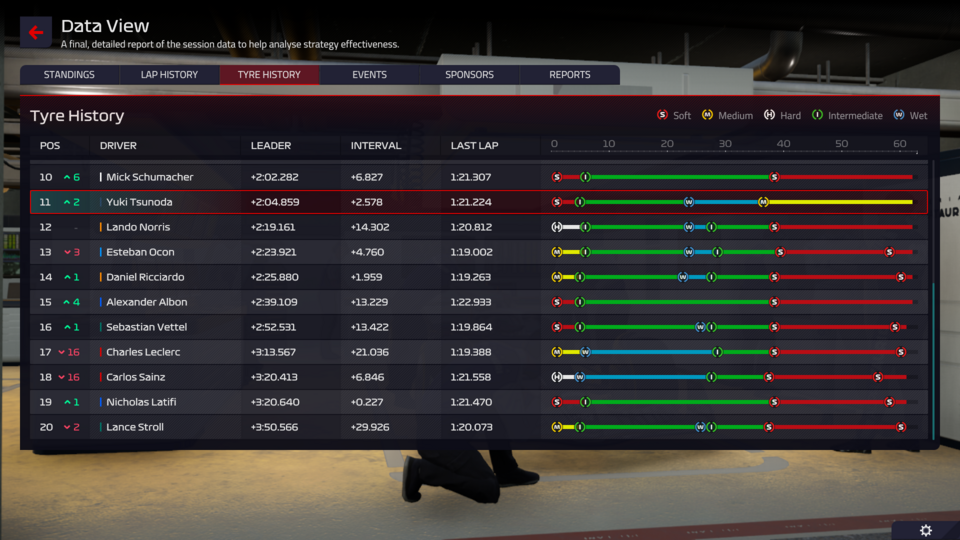 Data View
A final, detailed report of the session data to help analyse strategy effectiveness.
STANDINGS LAP HISTORY TYRE HISTORY EVENTS SPONSORS REPORTS
Tyre History S Soft M Medium H Hard I Intermediate W Wet
POS DRIVER LEADER INTERVAL LAST LAP 0 10 20 30 40 50 60
10 6 Mick Schumacher +2:02.282 +6.827 1:21.307 S I S
11 2 Yuki Tsunoda +2:04.859 +2.578 1:21.224 S I W M
12 - Lando Norris +2:19.161 +14.302 1:20.812 H I W I S
13 3 Esteban Ocon +2:23.921 +4.760 1:19.002 M I W I S S
14 1 Daniel Ricciardo +2:25.880 +1.959 1:19.263 M I W I S S
15 4 Alexander Albon +2:39.109 +13.229 1:22.933 S I S
16 1 Sebastian Vettel +2:52.531 +13.422 1:19.864 S I W I S S
17 16 Charles Leclerc +3:13.567 +21.036 1:19.388 M W I S S
18 16 Carlos Sainz +3:20.413 +6.846 1:21.558 H W I S S
19 1 Nicholas Latifi +3:20.640 +0.227 1:21.470 S I S S
20 2 Lance Stroll +3:50.566 +29.926 1:20.073 M I W I S S